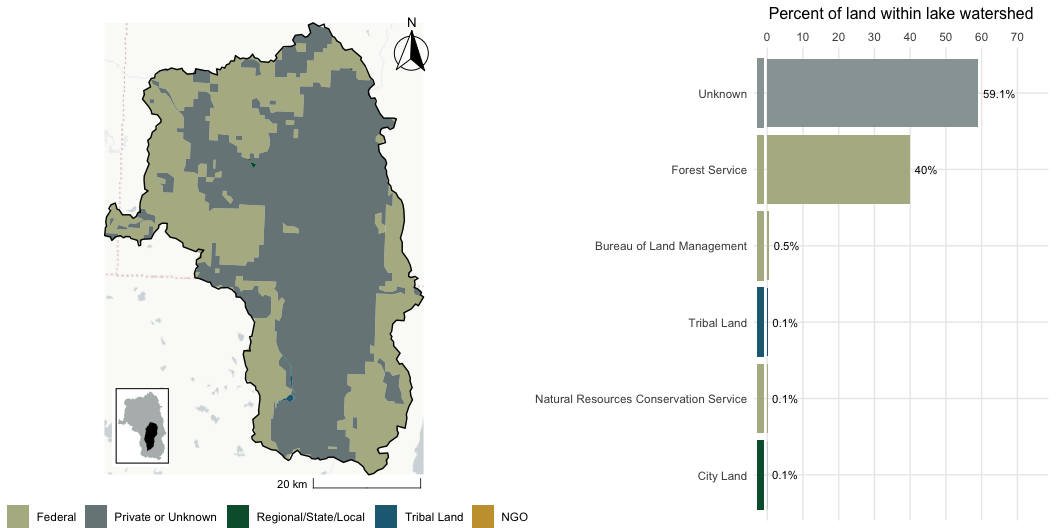 N
20 km
Federal
Private or Unknown
Regional/State/Local
Tribal Land
NGO
Percent of land within lake watershed
0 10 20 30 40 50 60 70
Unknown 59.1%
Forest Service 40%
Bureau of Land Management 0.5%
Tribal Land 0.1%
Natural Resources Conservation Service 0.1%
City Land 0.1%